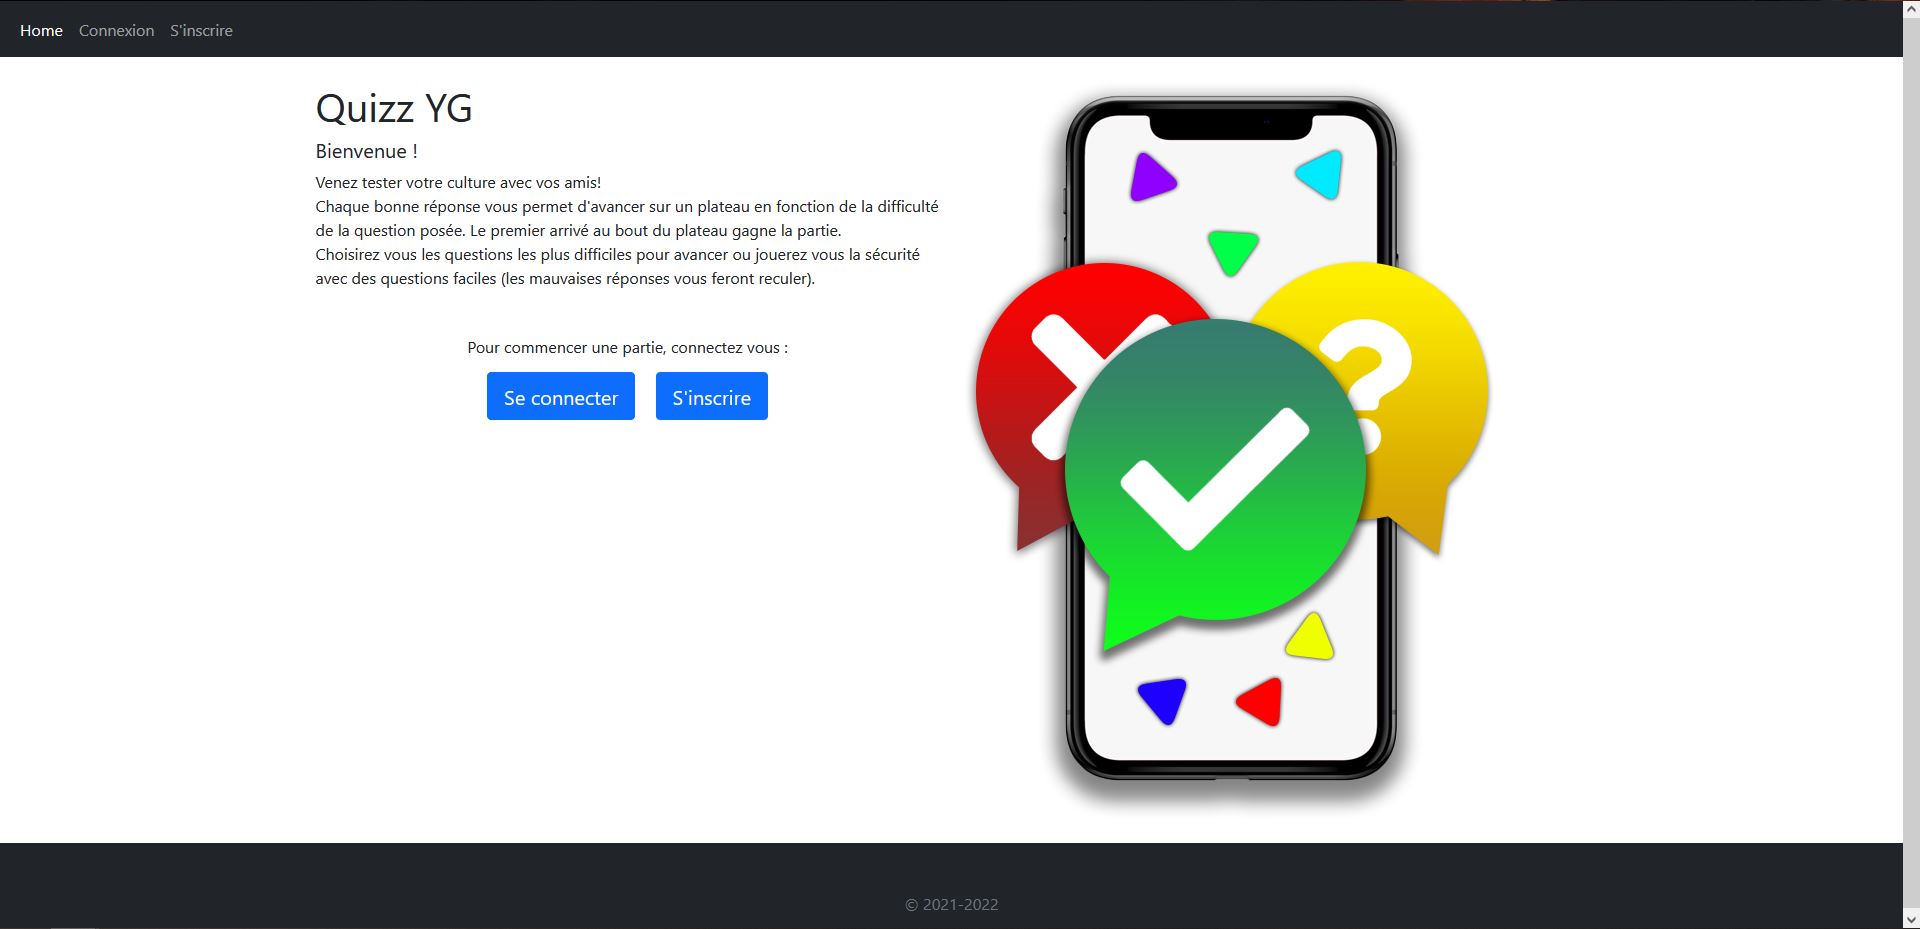 Home Connexion S'inscrire
Quizz YG
Bienvenue !
Venez tester votre culture avec vos amis!
Chaque bonne réponse vous permet d'avancer sur un plateau en fonction de la difficulté
de la question posée. Le premier arrivé au bout du plateau gagne la partie.
Choisirez vous les questions les plus difficiles pour avancer ou jouerez vous la sécurité
avec des questions faciles (les mauvaises réponses vous feront reculer).
Pour commencer une partie, connectez vous :
Se connecter S'inscrire
?
© 2021-2022